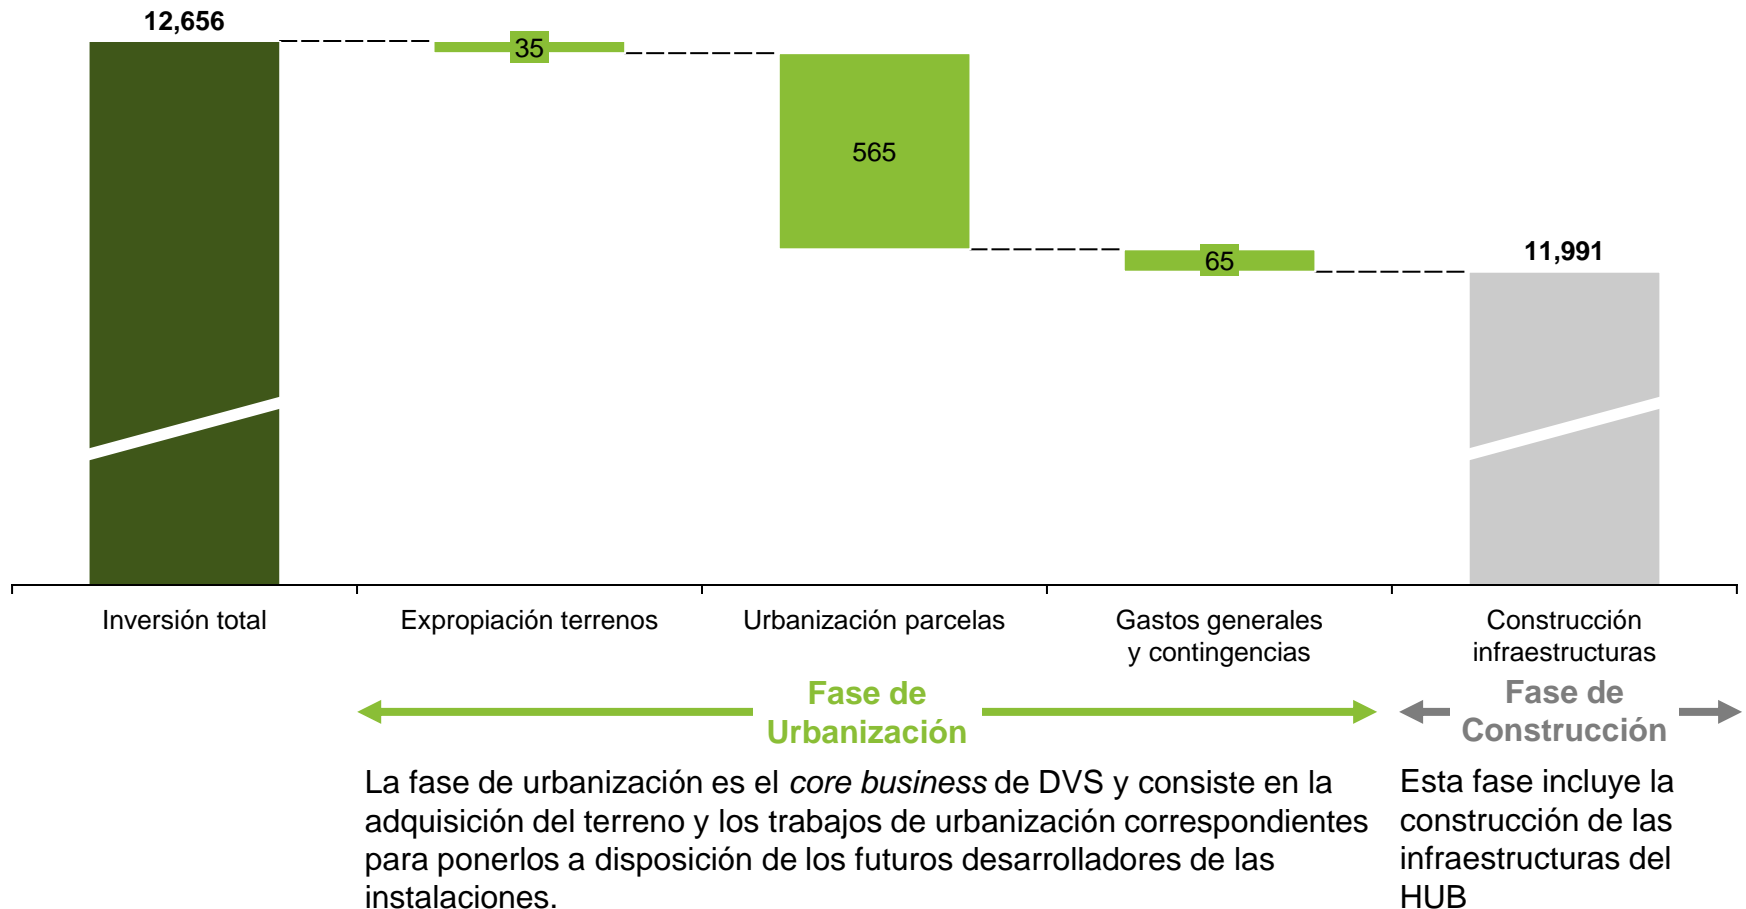 12,656
35
565
65
11,991
Inversión total
Expropiación terrenos
Urbanización parcelas
Gastos generales
y contingencias
Construcción
infraestructuras
Fase de
Urbanización
Fase de
Construcción
La fase de urbanización es el core business de DVS y consiste en la
adquisición del terreno y los trabajos de urbanización correspondientes
para ponerlos a disposición de los futuros desarrolladores de las
instalaciones.
Esta fase incluye la
construcción de las
infraestructuras del
HUB